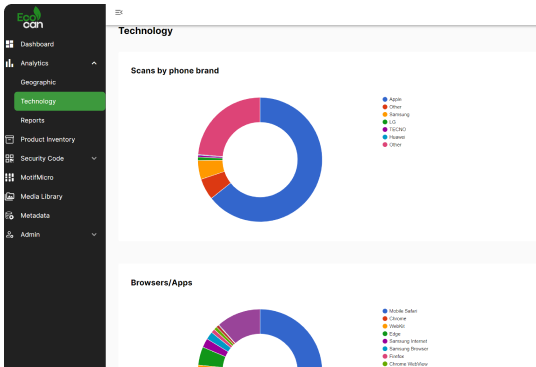 Eco
can
Dashboard
Analytics
Geographic
Technology
Reports
Product Inventory
Security Code
MotifMicro
Media Library
Metadata
Admin
Technology
Scans by phone brand
Apple
Other
Samsung
LG
TECNO
Huawei
Other
Browsers/Apps
Mobile Safari
Chrome
WebKit
Edge
Samsung Internet
Samsung Browser
Firefox
Chrome WebView